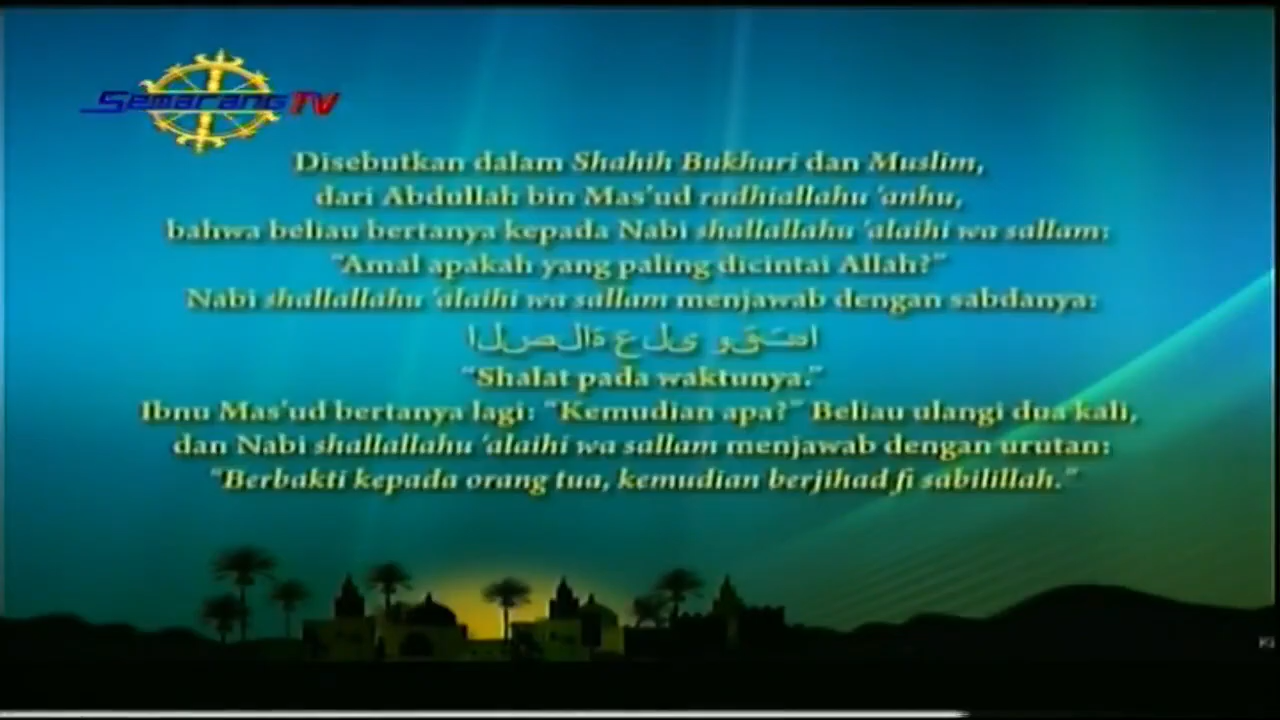 Semarang TV
Disebutkan dalam Shahih Bukhari dan Muslim,
dari Abdullah bin Mas'ud radhiallahu 'anhu,
bahwa beliau bertanya kepada Nabi shallallahu 'alaihi wa sallam:
"Amal apakah yang paling dicintai Allah?"
Nabi shallallahu 'alaihi wa sallam menjawab dengan sabdanya:
الصلاة على وقتها
"Shalat pada waktunya."
Ibnu Mas'ud bertanya lagi: "Kemudian apa?" Beliau ulangi dua kali,
dan Nabi shallallahu 'alaihi wa sallam menjawab dengan urutan:
"Berbakti kepada orang tua, kemudian berjihad fi sabilillah."